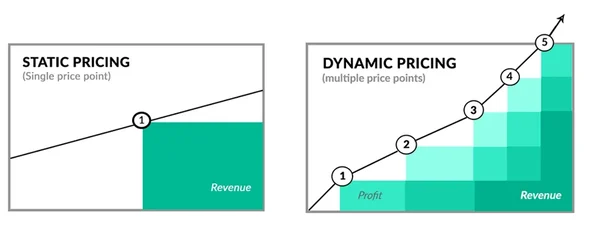 STATIC PRICING
(Single price point)
1
Revenue
DYNAMIC PRICING
(multiple price points)
5
4
3
2
1
Profit
Revenue